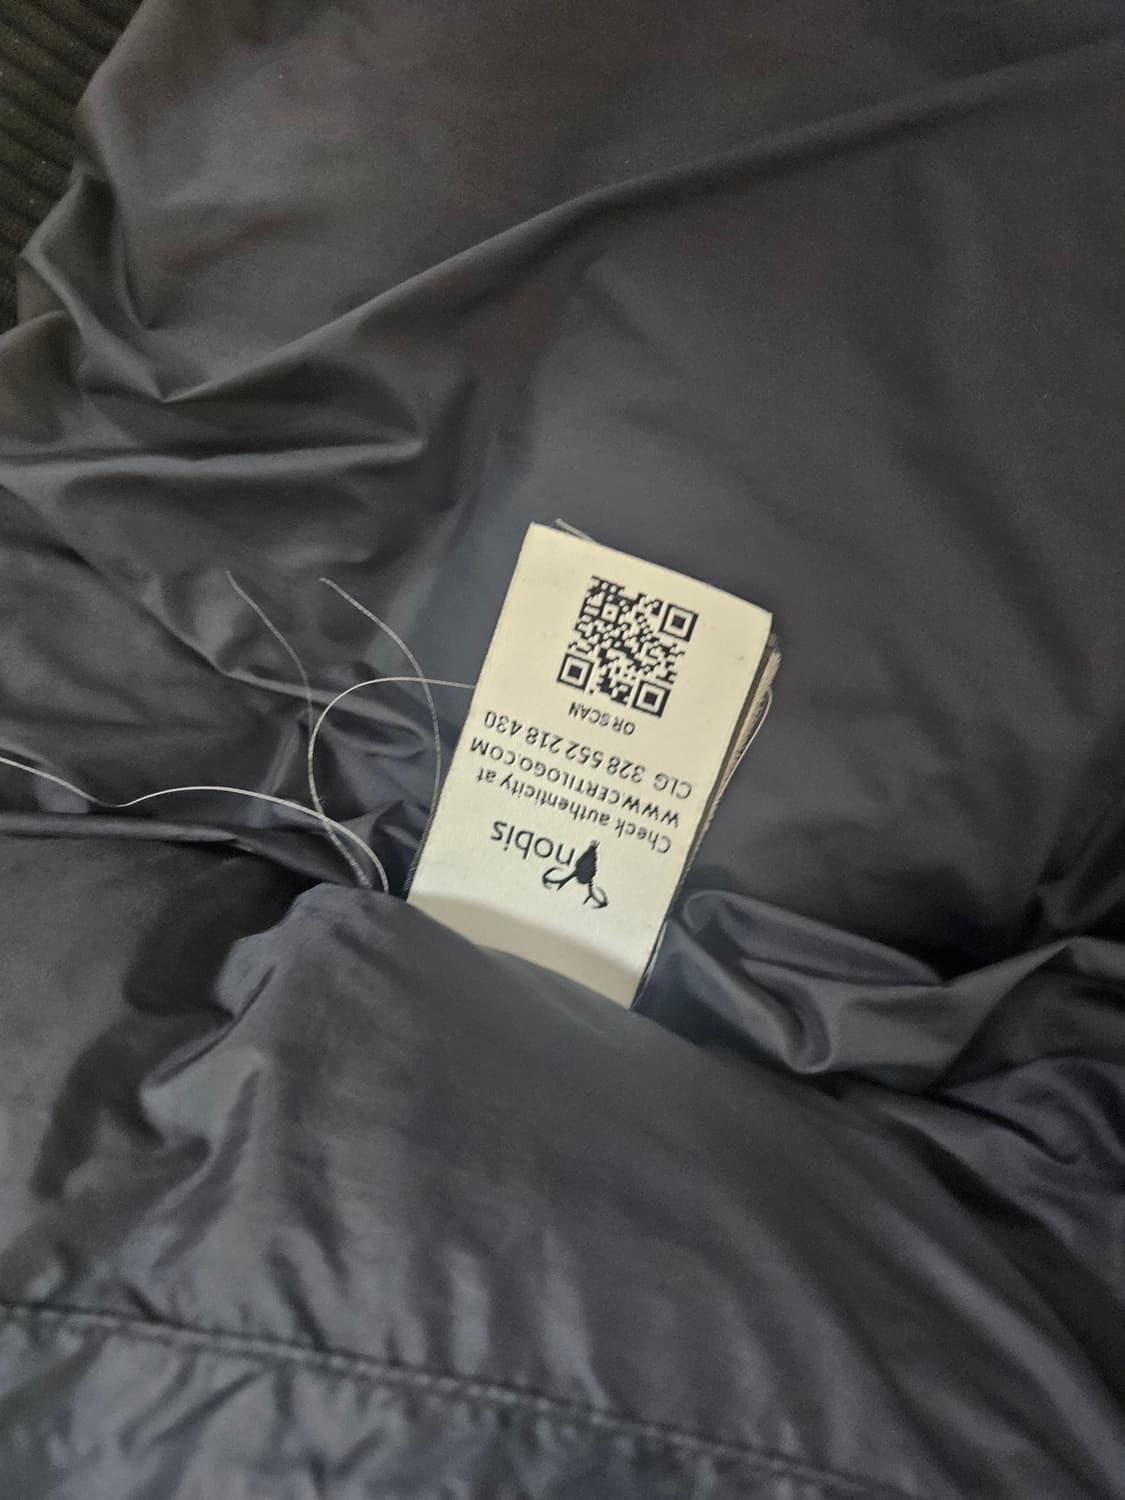 nobis
Check authenticity at
WWW.CERTILOGO.COM
CLG 328 552 218 430
OR SCAN